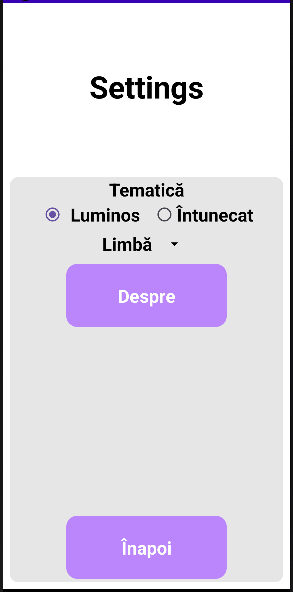 Settings
Tematică
Luminos Întunecat
Limbă
Despre
Înapoi